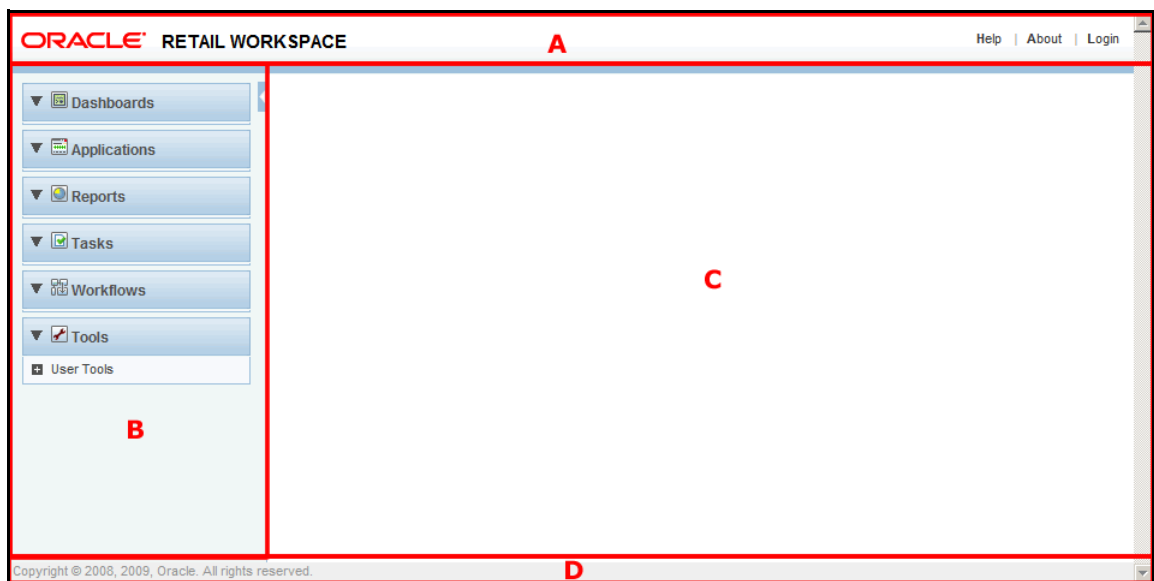 ORACLE RETAIL WORKSPACE
A
Help | About | Login
Dashboards
Applications
Reports
Tasks
Workflows
Tools
User Tools
B
C
Copyright © 2008, 2009, Oracle. All rights reserved.
D